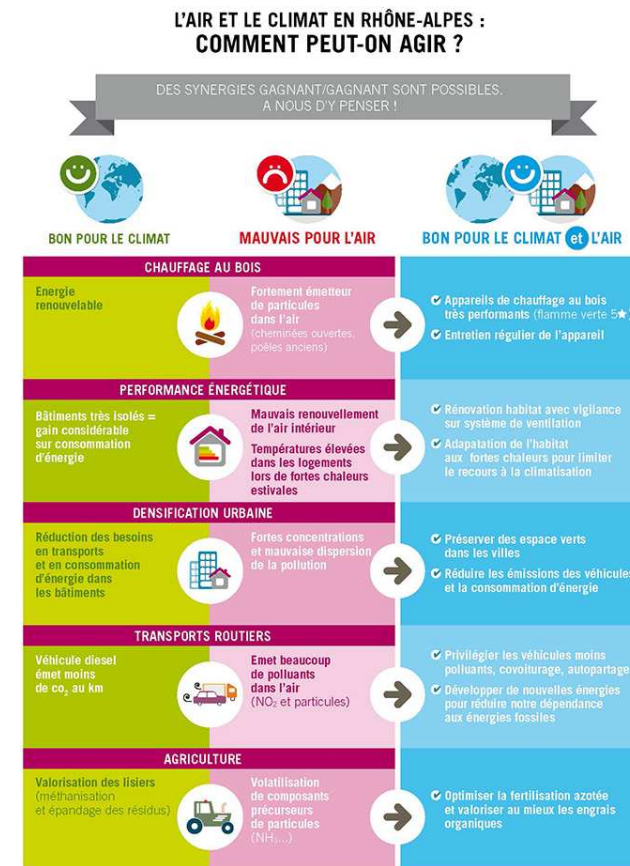 L'AIR ET LE CLIMAT EN RHÔNE-ALPES :
COMMENT PEUT-ON AGIR ?
DES SYNERGIES GAGNANT/GAGNANT SONT POSSIBLES.
A NOUS D'Y PENSER !
BON POUR LE CLIMAT
MAUVAIS POUR L'AIR
BON POUR LE CLIMAT et L'AIR
CHAUFFAGE AU BOIS
Energie
renouvelable
Fortement émetteur
de particules
dans l'air
(cheminées ouvertes,
poêles anciens)
Appareils de chauffage au bois
très performants (flamme verte 5★
Entretien régulier de l'appareil
PERFORMANCE ÉNERGÉTIQUE
Bâtiments très isolés =
gain considérable
sur consommation
d'énergie
Mauvais renouvellement
de l'air intérieur
Températures élevées
dans les logements
lors de fortes chaleurs
estivales
Rénovation habitat avec vigilance
sur système de ventilation
Adapatation de l'habitat
aux fortes chaleurs pour limiter
le recours à la climatisation
DENSIFICATION URBAINE
Réduction des besoins
en transports
et en consommation
d'énergie dans
les bâtiments
Fortes concentrations
et mauvaise dispersion
de la pollution
Préserver des espace verts
dans les villes
Réduire les émissions des véhicules
et la consommation d'énergie
TRANSPORTS ROUTIERS
Véhicule diesel
émet moins
de co₂ au km
Emet beaucoup
de polluants
dans l'air
(NO₂ et particules)
Privilégier les véhicules moins
polluants, covoiturage, autopartage
Développer de nouvelles énergies
pour réduire notre dépendance
aux énergies fossiles
AGRICULTURE
Valorisation des lisiers
(méthanisation
et épandage des résidus)
Volatilisation
de composants
précurseurs
de particules
(NH₃...)
Optimiser la fertilisation azotée
et valoriser au mieux les engrais
organiques